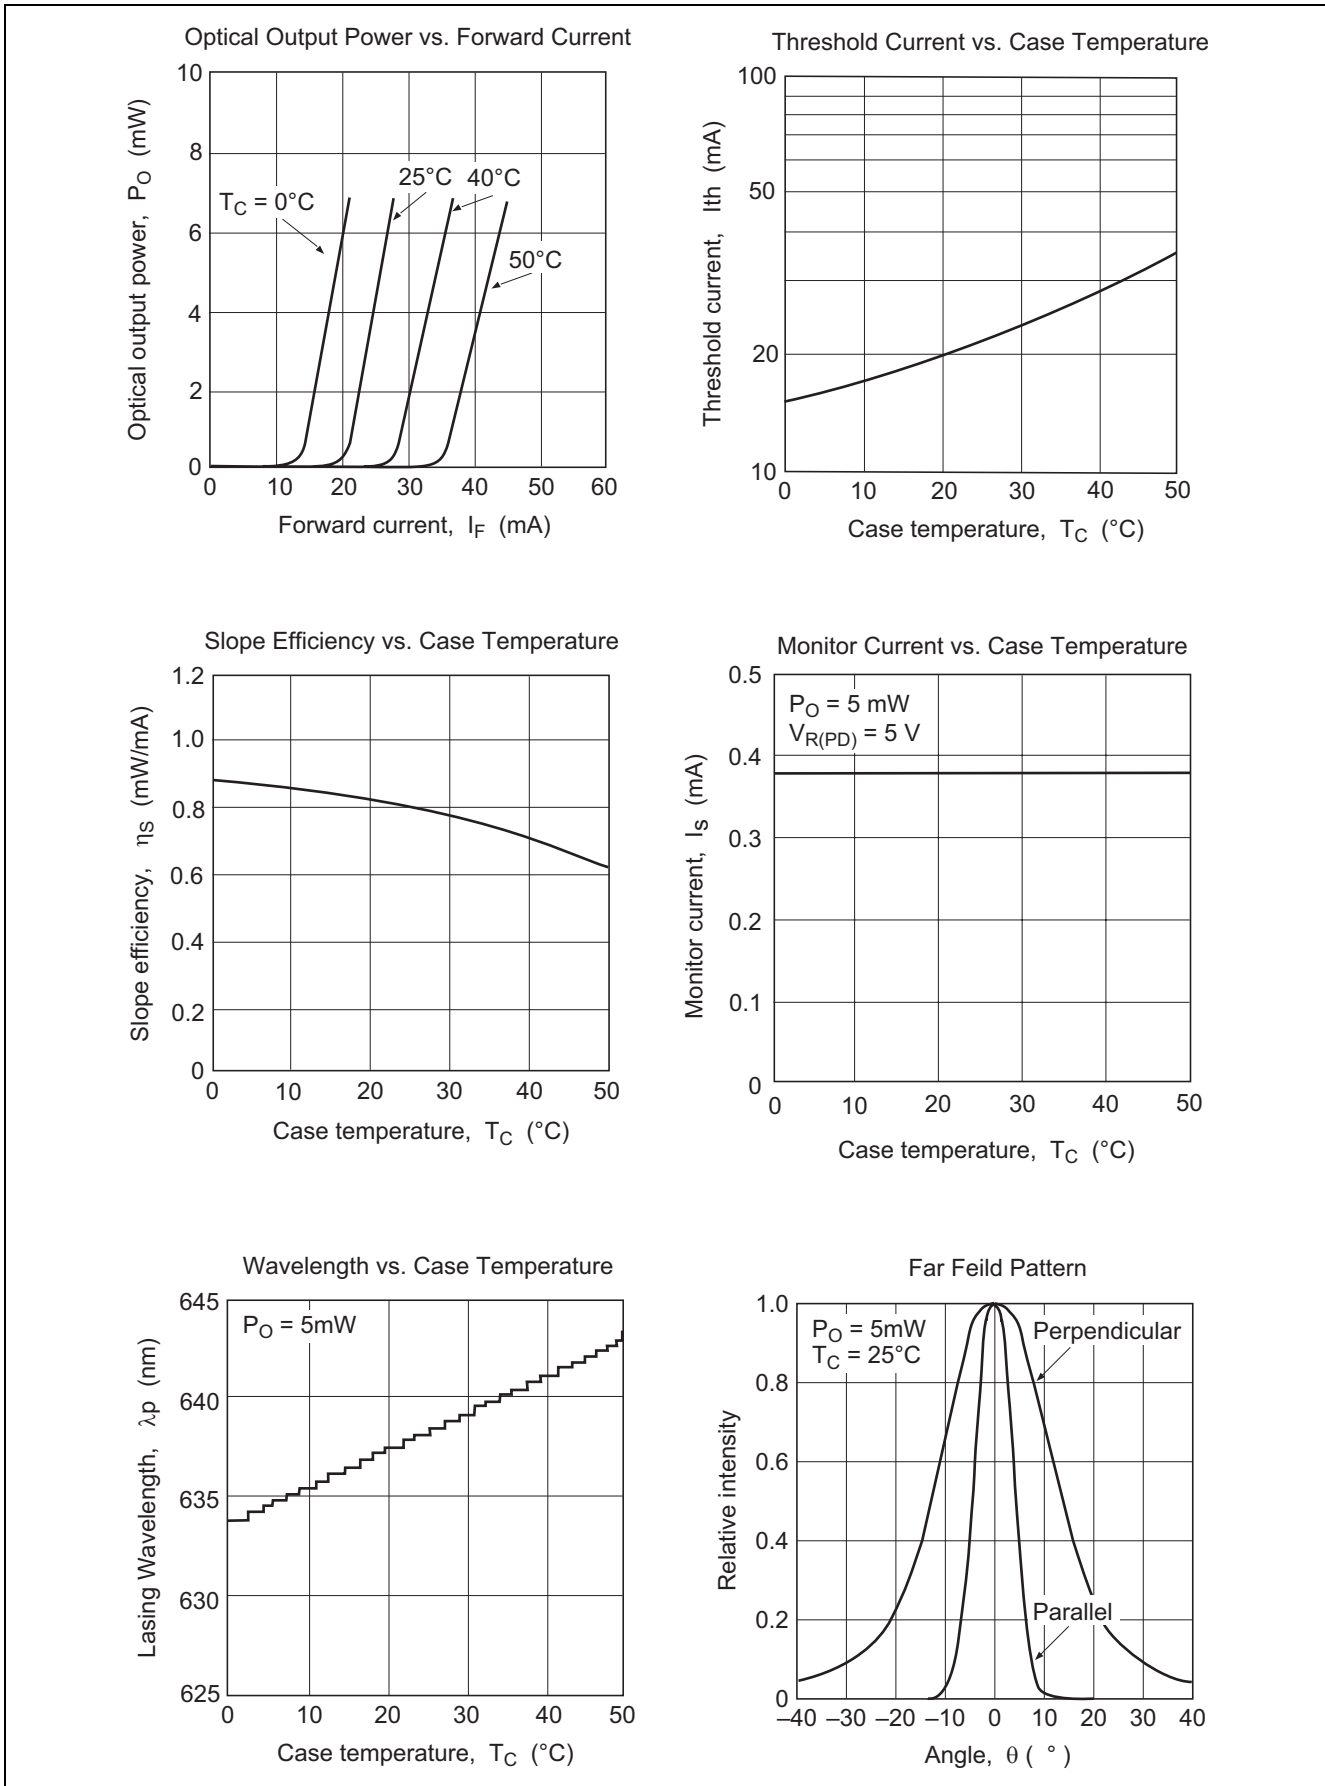 Optical Output Power vs. Forward Current
Optical output power, PO (mW)
10
8
6
4
2
0
TC = 0°C
25°C
40°C
50°C
0 10 20 30 40 50 60
Forward current, IF (mA)
Threshold Current vs. Case Temperature
Threshold current, Ith (mA)
100
50
20
10
0 10 20 30 40 50
Case temperature, TC (°C)
Slope Efficiency vs. Case Temperature
Slope efficiency, ηs (mW/mA)
1.2
1.0
0.8
0.6
0.4
0.2
0
0 10 20 30 40 50
Case temperature, TC (°C)
Monitor Current vs. Case Temperature
Monitor current, Is (mA)
0.5
0.4
0.3
0.2
0.1
0
PO = 5 mW
VR(PD) = 5 V
0 10 20 30 40 50
Case temperature, TC (°C)
Wavelength vs. Case Temperature
Lasing Wavelength, λp (nm)
645
640
635
630
625
PO = 5mW
0 10 20 30 40 50
Case temperature, TC (°C)
Far Feild Pattern
Relative intensity
1.0
0.8
0.6
0.4
0.2
0
PO = 5mW
TC = 25°C
Perpendicular
Parallel
–40 –30 –20 –10 0 10 20 30 40
Angle, θ ( ° )